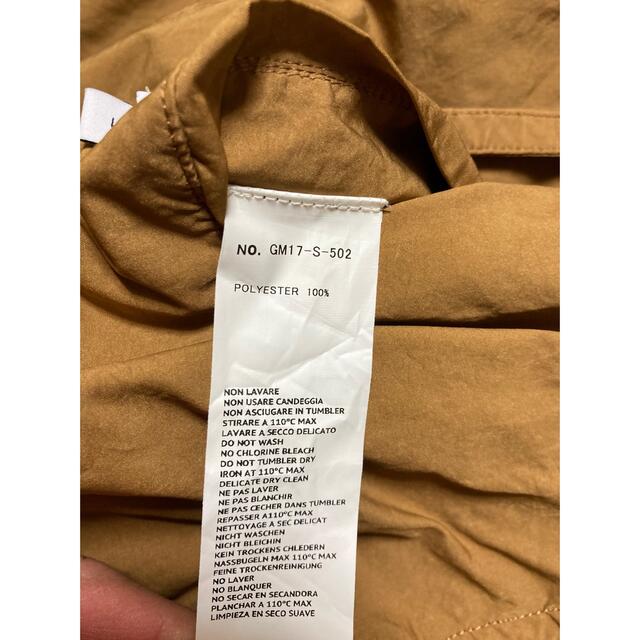 NO. GM17-S-502
POLYESTER 100%
NON LAVARE
NON USARE CANDEGGIA
NON ASCIUGARE IN TUMBLER
STIRARE A 110°C MAX
LAVARE A SECCO DELICATO
DO NOT WASH
NO CHLORINE BLEACH
DO NOT TUMBLER DRY
IRON AT 110°C MAX
DELICATE DRY CLEAN
NE PAS LAVER
NE PAS BLANCHIR
NE PAS CECHER DANS TUMBLER
REPASSER A110°C MAX
NETTOYAGE A SEC DELICAT
NICHT WASCHEN
NICHT BLEICHIN
KEIN TROCKENS CHLEDERN
NASSBUGELN MAX 110°C MAX
FEINE TROCKENREINIGUNG
NO LAVER
NO BLANQUER
NO SECAR EN SECANDORA
PLANCHAR A 110°C MAX
LIMPIEZA EN SECO SUAVE